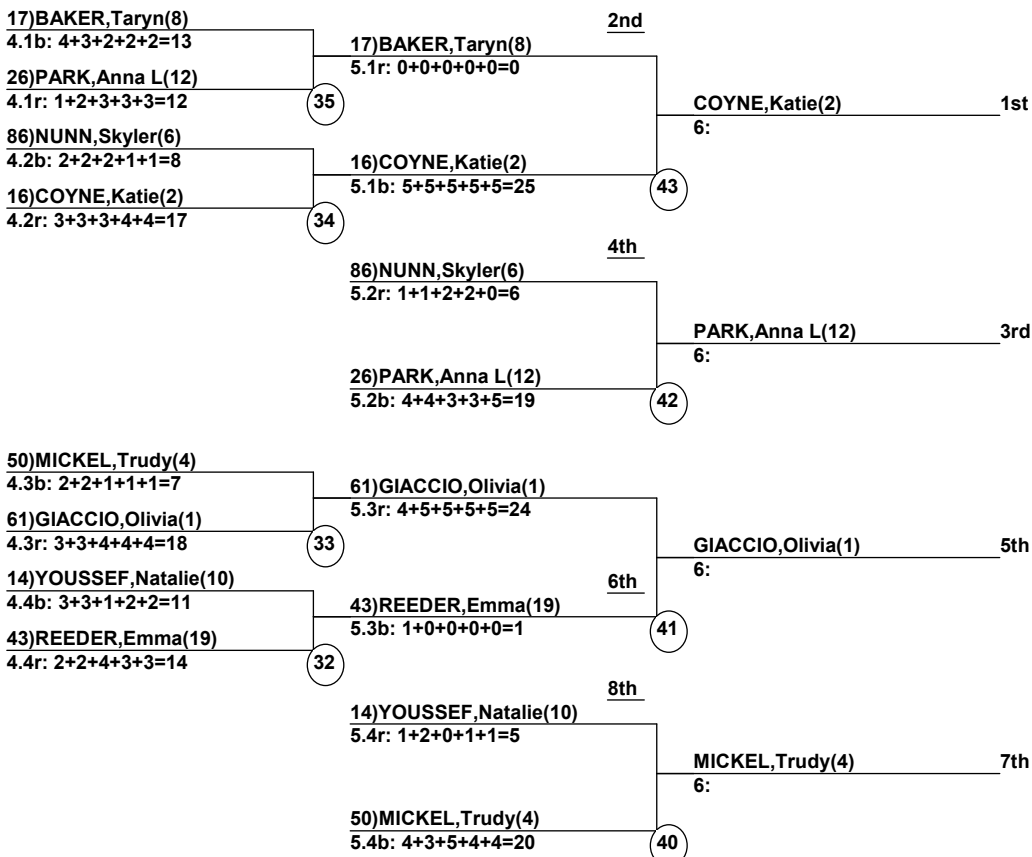 17)BAKER,Taryn(8)
4.1b: 4+3+2+2+2=13
26)PARK,Anna L(12)
4.1r: 1+2+3+3+3=12
35
86)NUNN,Skyler(6)
4.2b: 2+2+2+1+1=8
16)COYNE,Katie(2)
4.2r: 3+3+3+4+4=17
34
17)BAKER,Taryn(8)
5.1r: 0+0+0+0+0=0
16)COYNE,Katie(2)
5.1b: 5+5+5+5+5=25
2nd
43
COYNE,Katie(2)
6:
1st
86)NUNN,Skyler(6)
5.2r: 1+1+2+2+0=6
26)PARK,Anna L(12)
5.2b: 4+4+3+3+5=19
4th
42
PARK,Anna L(12)
6:
3rd
50)MICKEL,Trudy(4)
4.3b: 2+2+1+1+1=7
61)GIACCIO,Olivia(1)
4.3r: 3+3+4+4+4=18
33
14)YOUSSEF,Natalie(10)
4.4b: 3+3+1+2+2=11
43)REEDER,Emma(19)
4.4r: 2+2+4+3+3=14
32
61)GIACCIO,Olivia(1)
5.3r: 4+5+5+5+5=24
43)REEDER,Emma(19)
5.3b: 1+0+0+0+0=1
6th
41
GIACCIO,Olivia(1)
6:
5th
14)YOUSSEF,Natalie(10)
5.4r: 1+2+0+1+1=5
50)MICKEL,Trudy(4)
5.4b: 4+3+5+4+4=20
8th
40
MICKEL,Trudy(4)
6:
7th